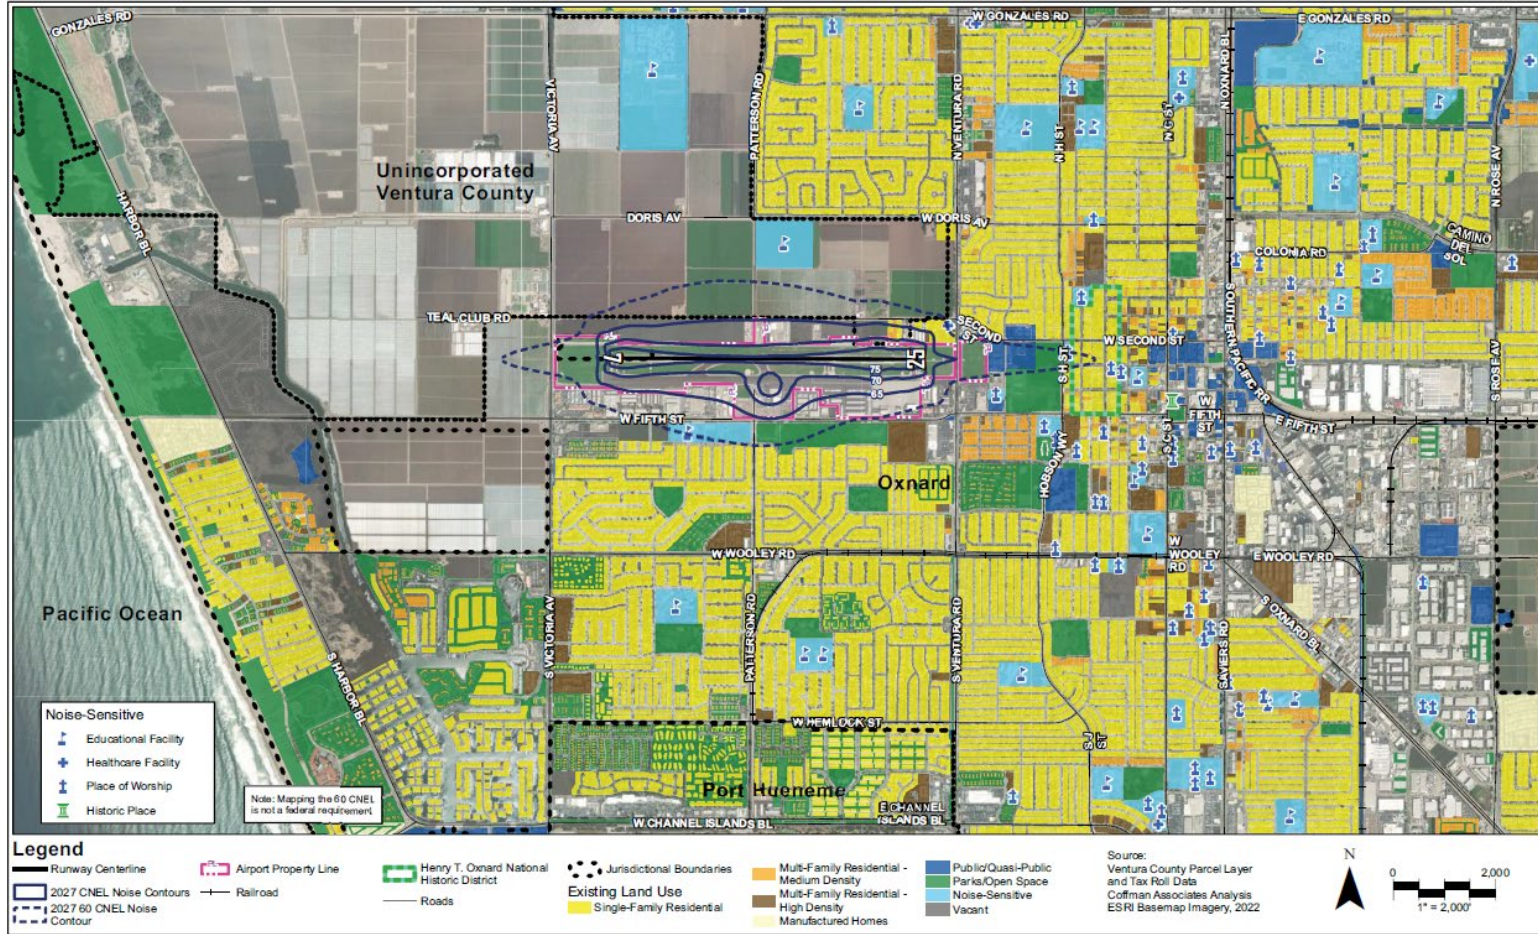 GONZALES RD
W GONZALES RD
E GONZALES RD
VICTORIA AV
PATTERSON RD
N VENTURA RD
N H ST
N C ST
N OXNARD BL
N ROSE AV
Unincorporated
Ventura County
HARBOR BL
DORIS AV
W DORIS AV
CAMINO
DEL
SOL
COLONIA RD
TEAL CLUB RD
SECOND
ST
W SECOND ST
SOUTHERN PACIFIC RR
S H ST
S ROSE AV
7
25
75
70
65
W FIFTH ST
W
FIFTH
ST
E FIFTH ST
S C ST
HOBSON WY
Oxnard
W WOOLEY RD
W
WOOLEY
RD
E WOOLEY RD
Pacific Ocean
S VICTORIA AV
PATTERSON RD
S VENTURA RD
SAVIERS RD
S OXNARD BL
S HARBOR BL
W HEMLOCK ST
S J
ST
Port Hueneme
E CHANNEL
ISLANDS BL
W CHANNEL ISLANDS BL
Noise-Sensitive
Educational Facility
Healthcare Facility
Place of Worship
Historic Place
Note: Mapping the 60 CNEL
is not a federal requirement
Legend
Runway Centerline
2027 CNEL Noise Contours
2027 60 CNEL Noise
Contour
Airport Property Line
Railroad
Henry T. Oxnard National
Historic District
Roads
Jurisdictional Boundaries
Existing Land Use
Single-Family Residential
Multi-Family Residential -
Medium Density
Multi-Family Residential -
High Density
Manufactured Homes
Public/Quasi-Public
Parks/Open Space
Noise-Sensitive
Vacant
Source:
Ventura County Parcel Layer
and Tax Roll Data
Coffman Associates Analysis
ESRI Basemap Imagery, 2022
N
0
2,000
1" = 2,000'